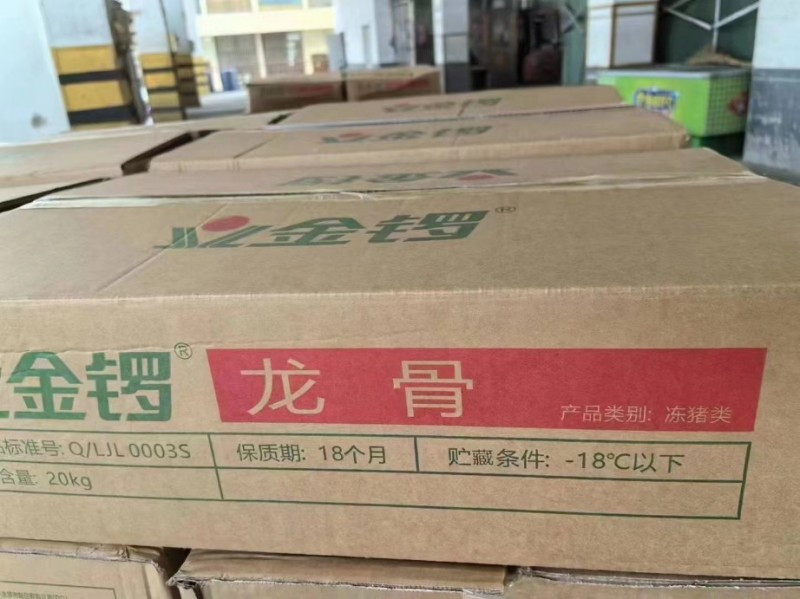 金锣®
金锣®
龙骨
产品类别: 冻猪类
标准号: Q/LJL 0003S
保质期: 18个月
贮藏条件: -18℃以下
含量: 20kg